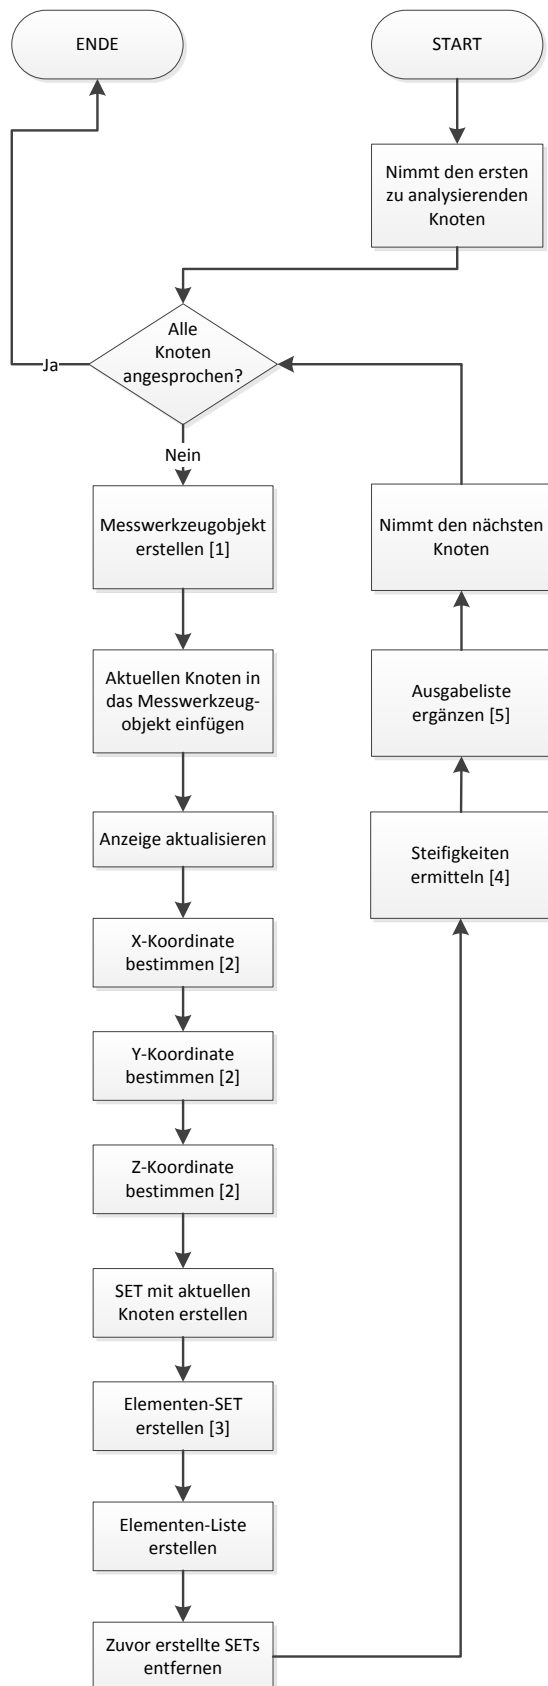 ENDE
START
Nimmt den ersten
zu analysierenden
Knoten
Alle
Knoten
angesprochen?
Ja
Nein
Messwerkzeugobjekt
erstellen [1]
Aktuellen Knoten in
das Messwerkzeug-
objekt einfügen
Anzeige aktualisieren
X-Koordinate
bestimmen [2]
Y-Koordinate
bestimmen [2]
Z-Koordinate
bestimmen [2]
SET mit aktuellen
Knoten erstellen
Elementen-SET
erstellen [3]
Elementen-Liste
erstellen
Zuvor erstellte SETs
entfernen
Steifigkeiten
ermitteln [4]
Ausgabeliste
ergänzen [5]
Nimmt den nächsten
Knoten